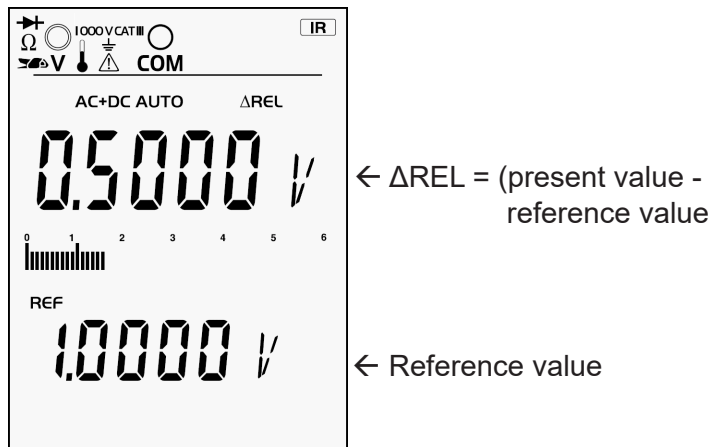 1000 V CAT III
IR
Ω
V COM
AC+DC AUTO ΔREL
0.5000 V
← ΔREL = (present value -
reference value
0 1 2 3 4 5 6
REF
1.0000 V
← Reference value